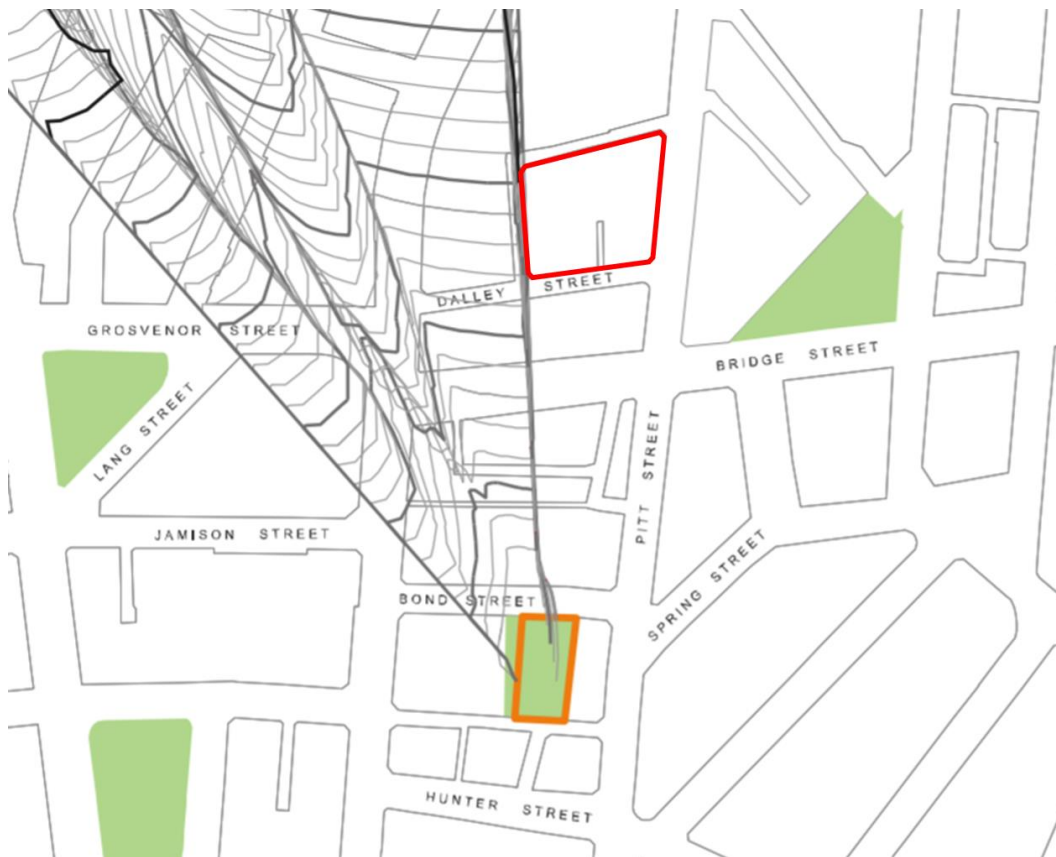 DALLEY STREET
GROSVENOR STREET
BRIDGE STREET
LANG STREET
PITT STREET
JAMISON STREET
SPRING STREET
BOND STREET
HUNTER STREET